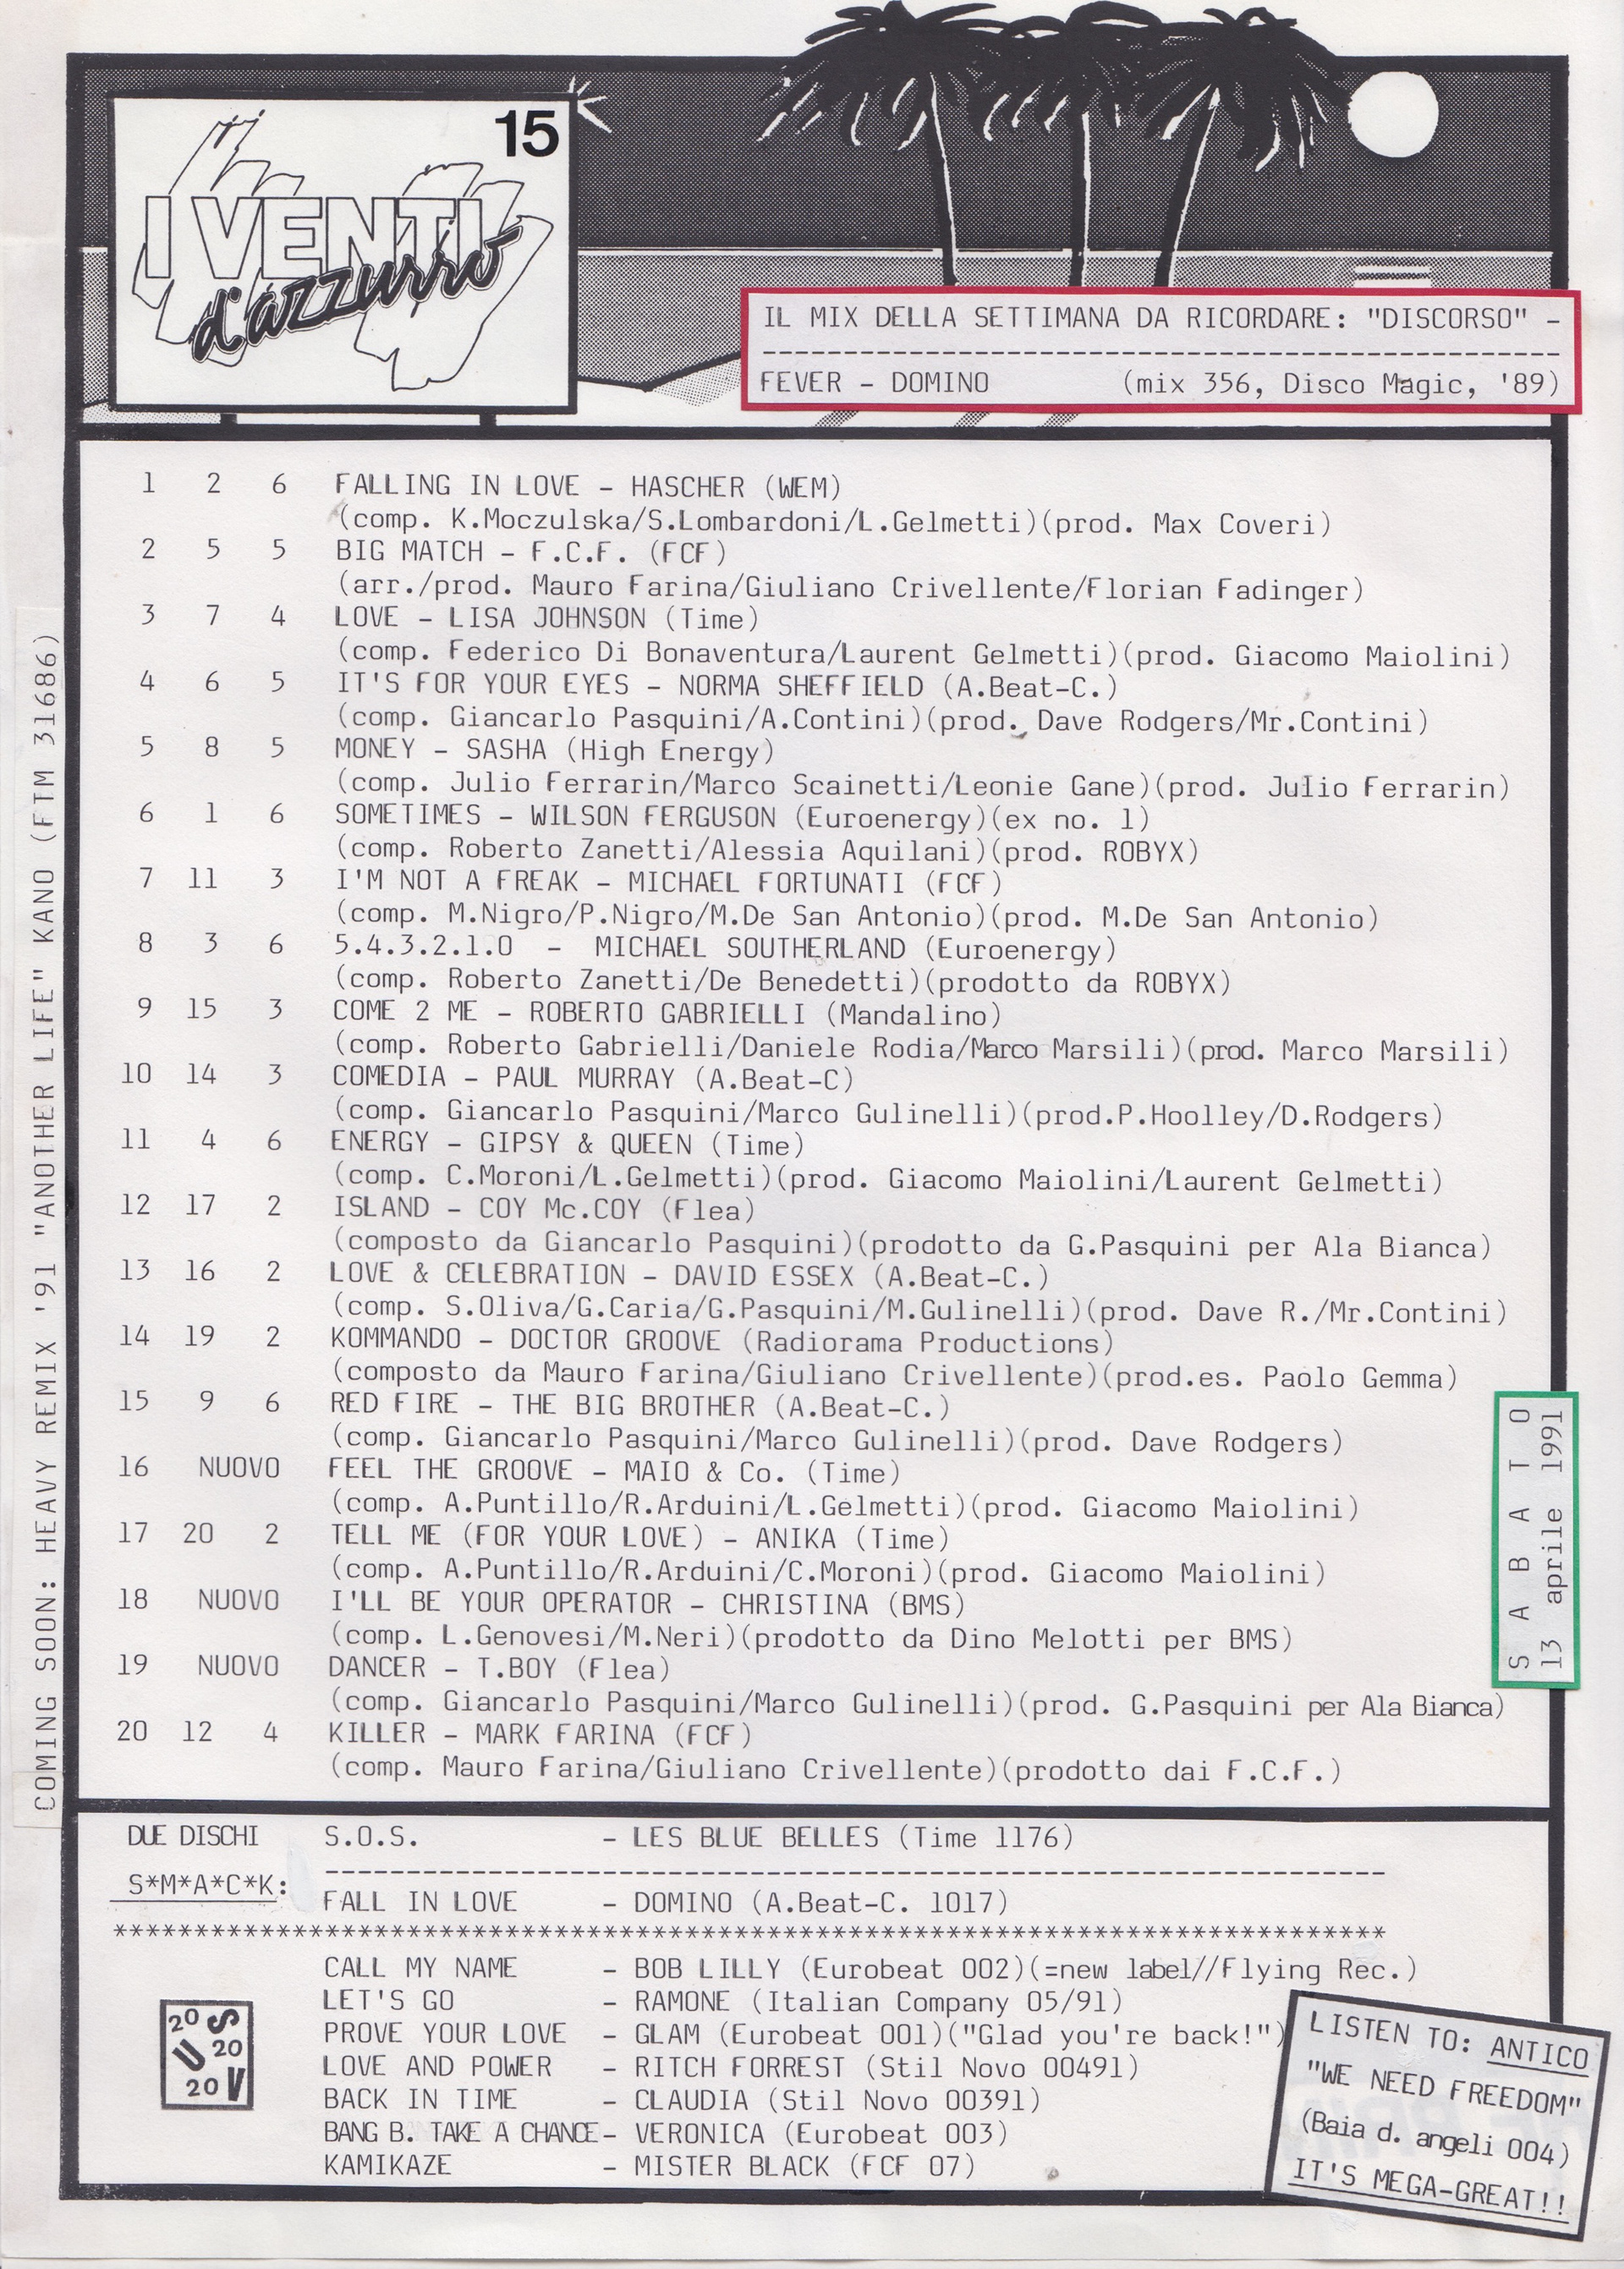 15
I VENTI
d'azzurro
IL MIX DELLA SETTIMANA DA RICORDARE: "DISCORSO" -
FEVER - DOMINO (mix 356, Disco Magic, '89)
1 2 6 FALLING IN LOVE - HASCHER (WEM)
(comp. K.Moczulska/S.Lombardoni/L.Gelmetti)(prod. Max Coveri)
2 5 5 BIG MATCH - F.C.F. (FCF)
(arr./prod. Mauro Farina/Giuliano Crivellente/Florian Fadinger)
3 7 4 LOVE - LISA JOHNSON (Time)
(comp. Federico Di Bonaventura/Laurent Gelmetti)(prod. Giacomo Maiolini)
4 6 5 IT'S FOR YOUR EYES - NORMA SHEFFIELD (A.Beat-C.)
(comp. Giancarlo Pasquini/A.Contini)(prod. Dave Rodgers/Mr.Contini)
5 8 5 MONEY - SASHA (High Energy)
(comp. Julio Ferrarin/Marco Scainetti/Leonie Gane)(prod. Julio Ferrarin)
6 1 6 SOMETIMES - WILSON FERGUSON (Euroenergy)(ex no. 1)
(comp. Roberto Zanetti/Alessia Aquilani)(prod. ROBYX)
7 11 3 I'M NOT A FREAK - MICHAEL FORTUNATI (FCF)
(comp. M.Nigro/P.Nigro/M.De San Antonio)(prod. M.De San Antonio)
8 3 6 5.4.3.2.1.0 - MICHAEL SOUTHERLAND (Euroenergy)
(comp. Roberto Zanetti/De Benedetti)(prodotto da ROBYX)
9 15 3 COME 2 ME - ROBERTO GABRIELLI (Mandalino)
(comp. Roberto Gabrielli/Daniele Rodia/Marco Marsili)(prod. Marco Marsili)
10 14 3 COMEDIA - PAUL MURRAY (A.Beat-C)
(comp. Giancarlo Pasquini/Marco Gulinelli)(prod.P.Hoolley/D.Rodgers)
11 4 6 ENERGY - GIPSY & QUEEN (Time)
(comp. C.Moroni/L.Gelmetti)(prod. Giacomo Maiolini/Laurent Gelmetti)
12 17 2 ISLAND - COY Mc.COY (Flea)
(composto da Giancarlo Pasquini)(prodotto da G.Pasquini per Ala Bianca)
13 16 2 LOVE & CELEBRATION - DAVID ESSEX (A.Beat-C.)
(comp. S.Oliva/G.Caria/G.Pasquini/M.Gulinelli)(prod. Dave R./Mr.Contini)
14 19 2 KOMMANDO - DOCTOR GROOVE (Radiorama Productions)
(composto da Mauro Farina/Giuliano Crivellente)(prod.es. Paolo Gemma)
15 9 6 RED FIRE - THE BIG BROTHER (A.Beat-C.)
(comp. Giancarlo Pasquini/Marco Gulinelli)(prod. Dave Rodgers)
16 NUOVO FEEL THE GROOVE - MAIO & Co. (Time)
(comp. A.Puntillo/R.Arduini/L.Gelmetti)(prod. Giacomo Maiolini)
17 20 2 TELL ME (FOR YOUR LOVE) - ANIKA (Time)
(comp. A.Puntillo/R.Arduini/C.Moroni)(prod. Giacomo Maiolini)
18 NUOVO I'LL BE YOUR OPERATOR - CHRISTINA (BMS)
(comp. L.Genovesi/M.Neri)(prodotto da Dino Melotti per BMS)
19 NUOVO DANCER - T.BOY (Flea)
(comp. Giancarlo Pasquini/Marco Gulinelli)(prod. G.Pasquini per Ala Bianca)
20 12 4 KILLER - MARK FARINA (FCF)
(comp. Mauro Farina/Giuliano Crivellente)(prodotto dai F.C.F.)
COMING SOON: HEAVY REMIX '91 "ANOTHER LIFE" KANO (FTM 31686)
S A B A T O
13 aprile 1991
DUE DISCHI S.O.S. - LES BLUE BELLES (Time 1176)
S*M*A*C*K:
FALL IN LOVE - DOMINO (A.Beat-C. 1017)
******************************************************************************
CALL MY NAME - BOB LILLY (Eurobeat 002)(=new label//Flying Rec.)
LET'S GO - RAMONE (Italian Company 05/91)
PROVE YOUR LOVE - GLAM (Eurobeat 001)("Glad you're back!")
LOVE AND POWER - RITCH FORREST (Stil Novo 00491)
BACK IN TIME - CLAUDIA (Stil Novo 00391)
BANG B. TAKE A CHANCE- VERONICA (Eurobeat 003)
KAMIKAZE - MISTER BLACK (FCF 07)
20 S
U 20
20 V
LISTEN TO: ANTICO
"WE NEED FREEDOM"
(Baia d. angeli 004)
IT'S MEGA-GREAT!!